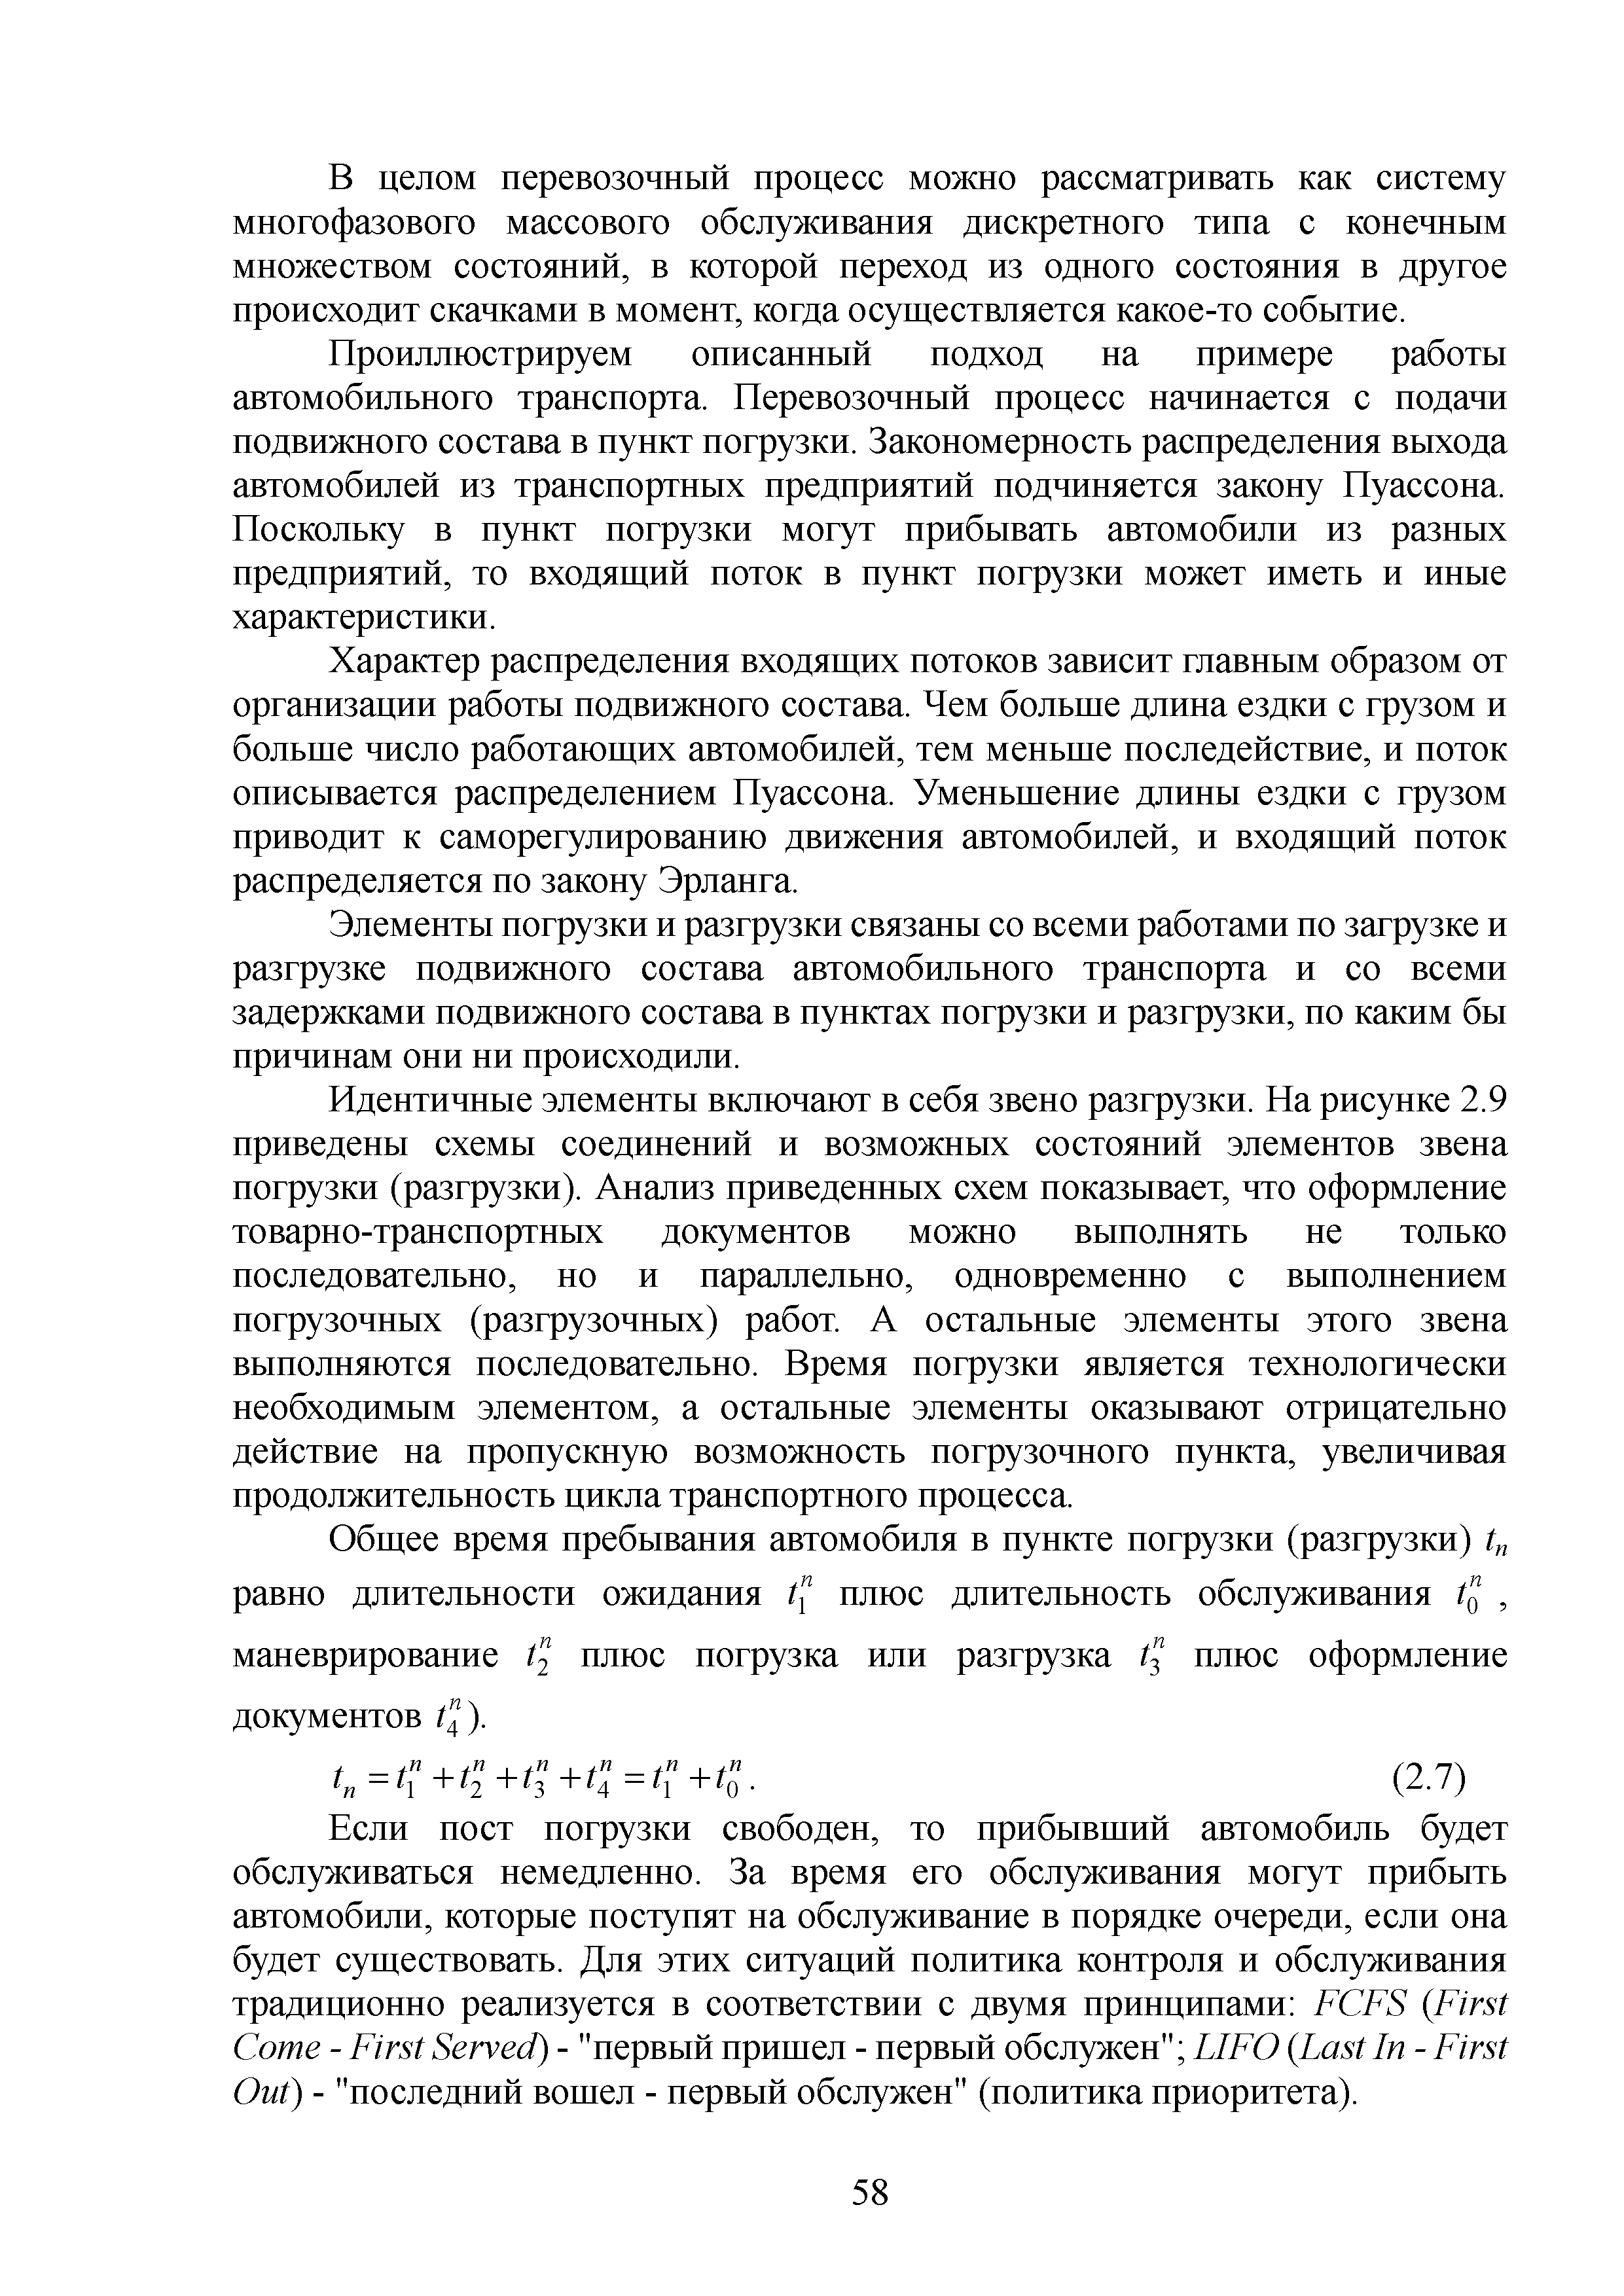 В целом перевозочный процесс можно рассматривать как систему
многофазового массового обслуживания дискретного типа с конечным
множеством состояний, в которой переход из одного состояния в другое
происходит скачками в момент, когда осуществляется какое-то событие.
Проиллюстрируем описанный подход на примере работы
автомобильного транспорта. Перевозочный процесс начинается с подачи
подвижного состава в пункт погрузки. Закономерность распределения выхода
автомобилей из транспортных предприятий подчиняется закону Пуассона.
Поскольку в пункт погрузки могут прибывать автомобили из разных
предприятий, то входящий поток в пункт погрузки может иметь и иные
характеристики.
Характер распределения входящих потоков зависит главным образом от
организации работы подвижного состава. Чем больше длина ездки с грузом и
больше число работающих автомобилей, тем меньше последействие, и поток
описывается распределением Пуассона. Уменьшение длины ездки с грузом
приводит к саморегулированию движения автомобилей, и входящий поток
распределяется по закону Эрланга.
Элементы погрузки и разгрузки связаны со всеми работами по загрузке и
разгрузке подвижного состава автомобильного транспорта и со всеми
задержками подвижного состава в пунктах погрузки и разгрузки, по каким бы
причинам они ни происходили.
Идентичные элементы включают в себя звено разгрузки. На рисунке 2.9
приведены схемы соединений и возможных состояний элементов звена
погрузки (разгрузки). Анализ приведенных схем показывает, что оформление
товарно-транспортных документов можно выполнять не только
последовательно, но и параллельно, одновременно с выполнением
погрузочных (разгрузочных) работ. А остальные элементы этого звена
выполняются последовательно. Время погрузки является технологически
необходимым элементом, а остальные элементы оказывают отрицательно
действие на пропускную возможность погрузочного пункта, увеличивая
продолжительность цикла транспортного процесса.
Общее время пребывания автомобиля в пункте погрузки (разгрузки) t_n
равно длительности ожидания t_1^n плюс длительность обслуживания t_0^n ,
маневрирование t_2^n плюс погрузка или разгрузка t_3^n плюс оформление
документов t_4^n ).
t_n = t_1^n + t_2^n + t_3^n + t_4^n = t_1^n + t_0^n . (2.7)
Если пост погрузки свободен, то прибывший автомобиль будет
обслуживаться немедленно. За время его обслуживания могут прибыть
автомобили, которые поступят на обслуживание в порядке очереди, если она
будет существовать. Для этих ситуаций политика контроля и обслуживания
традиционно реализуется в соответствии с двумя принципами: FCFS (First
Come - First Served) - "первый пришел - первый обслужен"; LIFO (Last In - First
Out) - "последний вошел - первый обслужен" (политика приоритета).
58